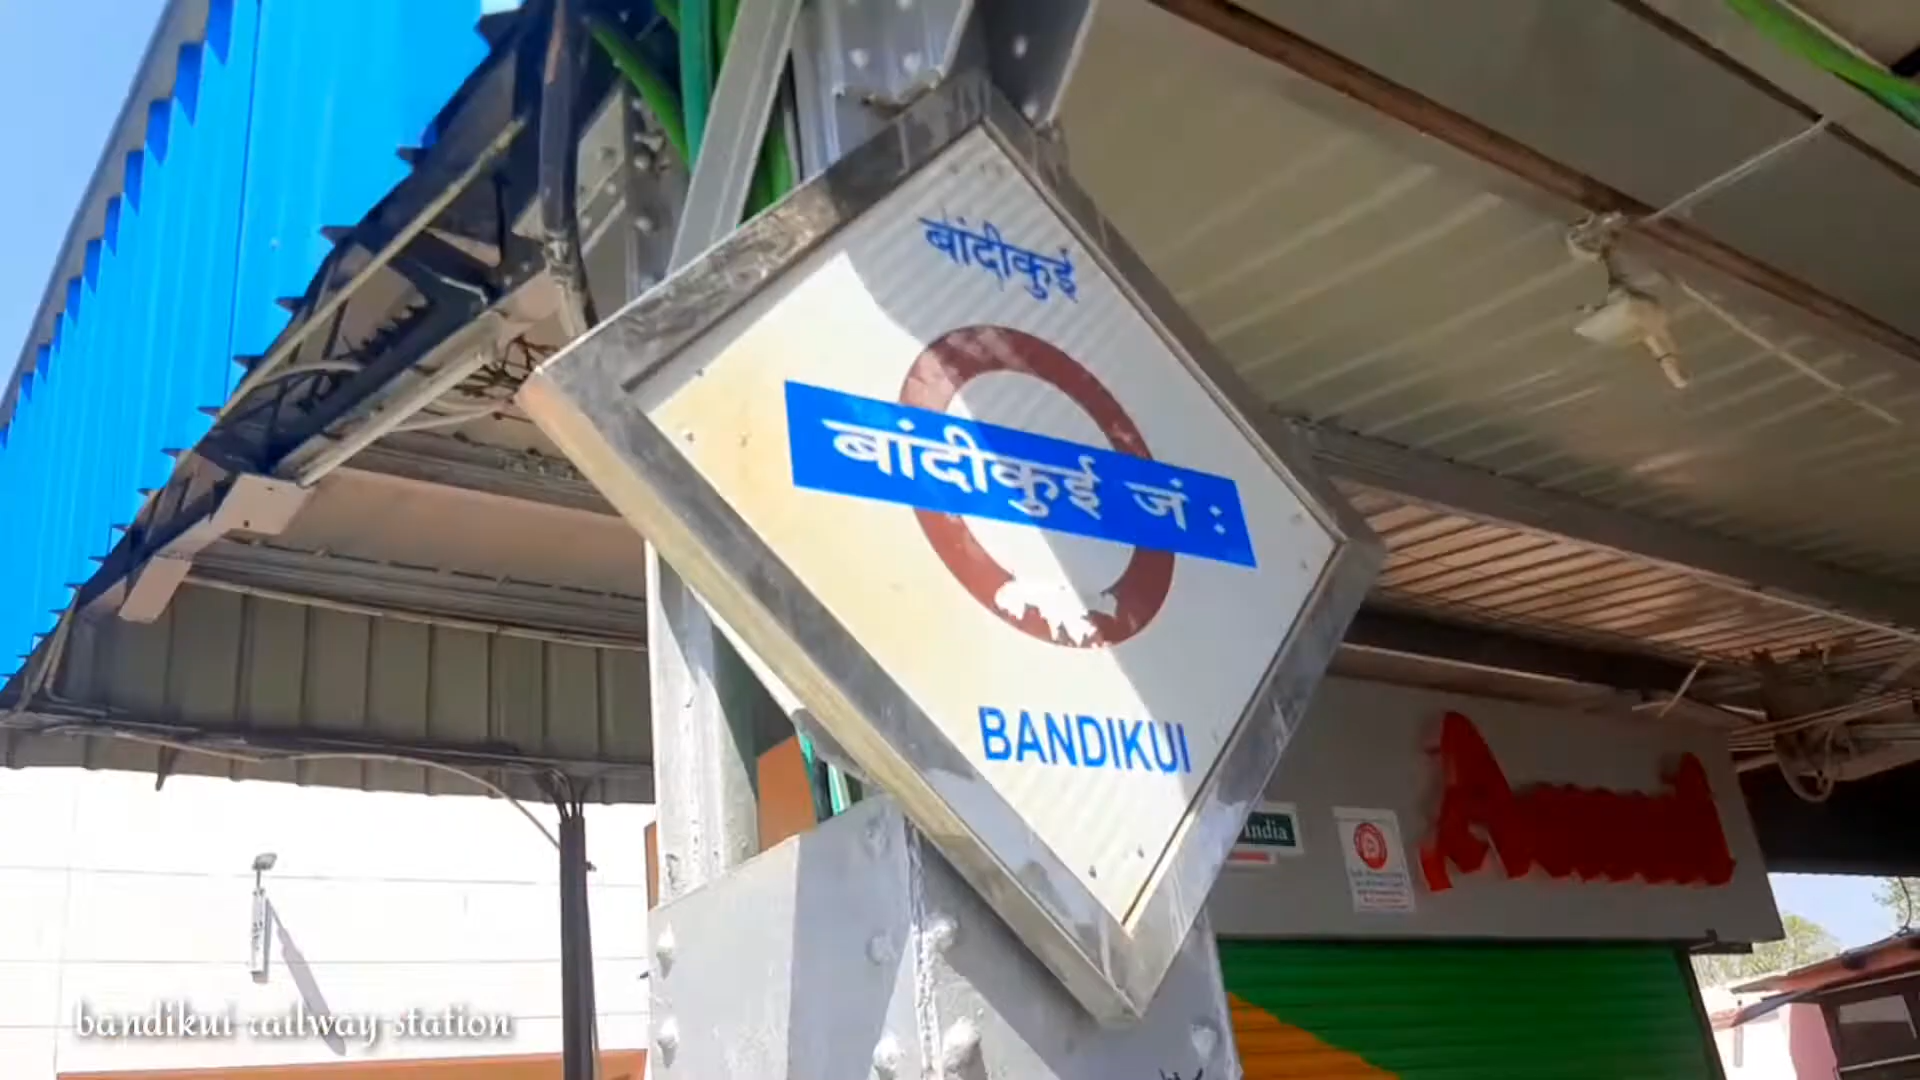 बांदीकुई
बांदीकुई जं :
BANDIKUI
India
bandikui railway station